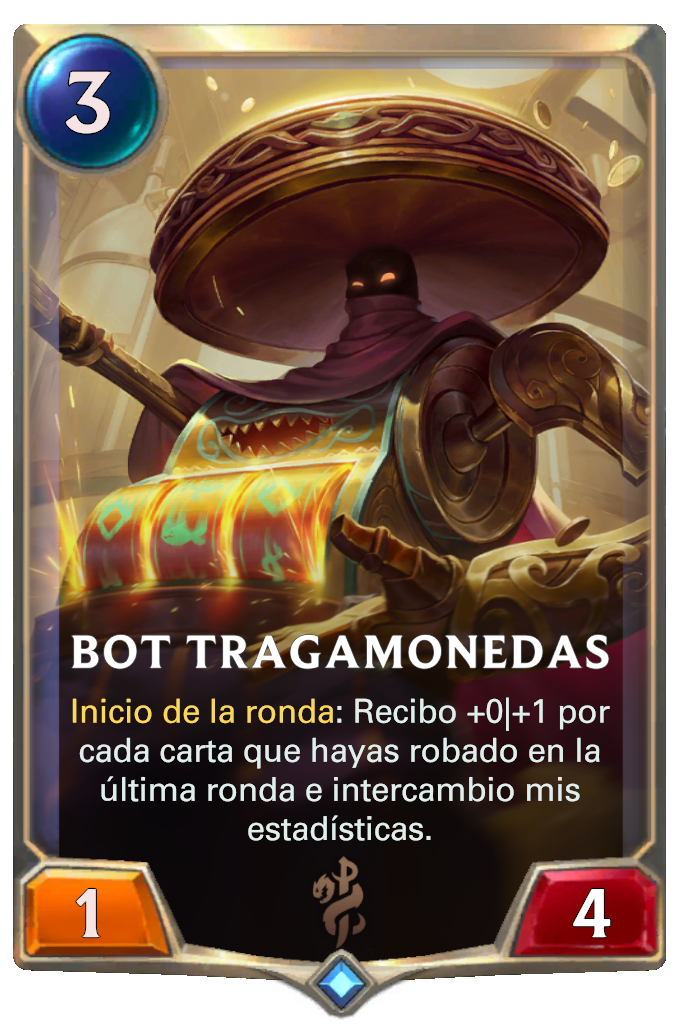 3
BOT TRAGAMONEDAS
Inicio de la ronda: Recibo +0|+1 por
cada carta que hayas robado en la
última ronda e intercambio mis
estadísticas.
1
4